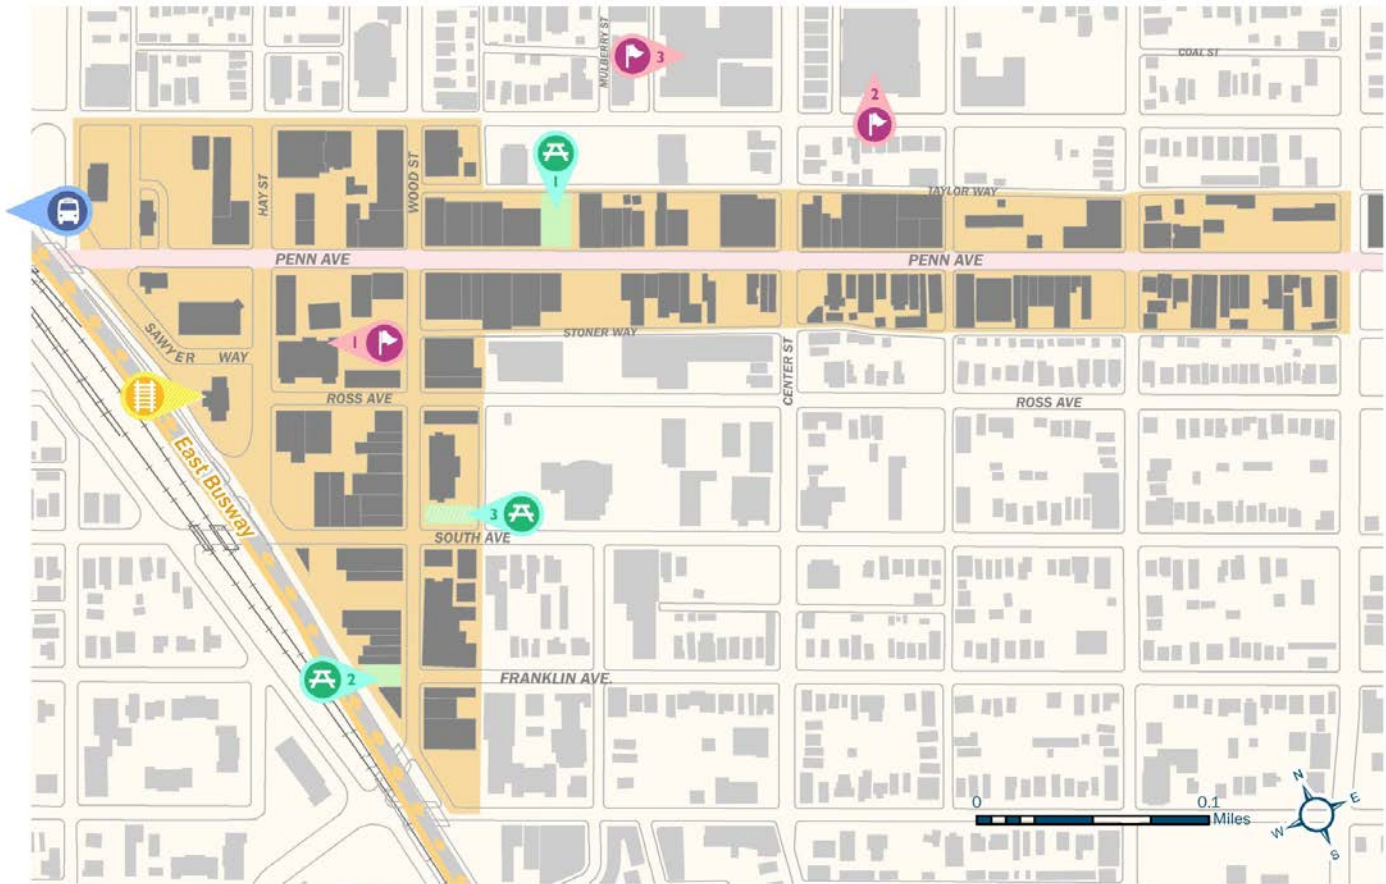 MULBERRY ST
3
COAL ST
2
1
HAY ST
WOOD ST
TAYLOR WAY
PENN AVE
PENN AVE
SAWYER WAY
STONER WAY
1
CENTER ST
ROSS AVE
ROSS AVE
East Busway
3
SOUTH AVE
2
FRANKLIN AVE.
0
0.1
Miles
N
E
W
S